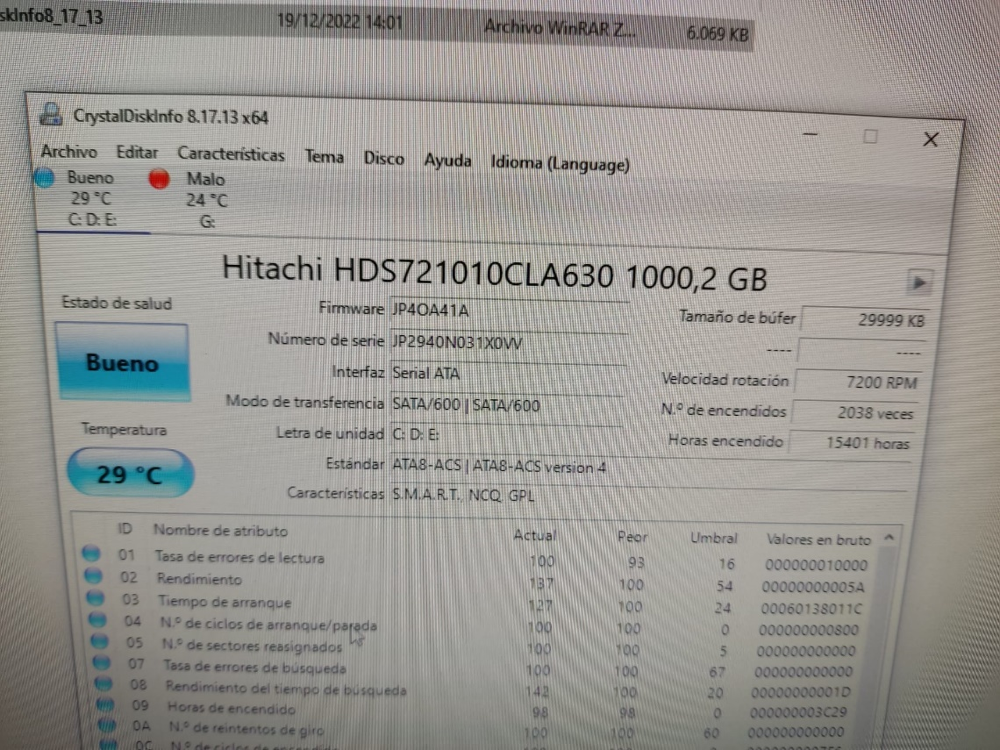 skInfo8_17_13 19/12/2022 14:01 Archivo WinRAR Z... 6.069 KB
CrystalDiskInfo 8.17.13 x64
Archivo Editar Características Tema Disco Ayuda Idioma (Language)
Bueno Malo
29 °C 24 °C
C: D: E: G:
Hitachi HDS721010CLA630 1000,2 GB
Estado de salud
Bueno
Temperatura
29 °C
Firmware JP4OA41A
Número de serie JP2940N031X0VV
Interfaz Serial ATA
Modo de transferencia SATA/600 | SATA/600
Letra de unidad C: D: E:
Estándar ATA8-ACS | ATA8-ACS version 4
Características S.M.A.R.T., NCQ, GPL
Tamaño de búfer 29999 KB
---- ----
Velocidad rotación 7200 RPM
N.º de encendidos 2038 veces
Horas encendido 15401 horas
ID Nombre de atributo Actual Peor Umbral Valores en bruto
01 Tasa de errores de lectura 100 93 16 000000010000
02 Rendimiento 137 100 54 00000000005A
03 Tiempo de arranque 127 100 24 00060138011C
04 N.º de ciclos de arranque/parada 100 100 0 000000000800
05 N.º de sectores reasignados 100 100 5 000000000000
07 Tasa de errores de búsqueda 100 100 67 000000000000
08 Rendimiento del tiempo de búsqueda 142 100 20 00000000001D
09 Horas de encendido 98 98 0 000000003C29
0A N.º de reintentos de giro 100 100 60 000000000000
0C N.º de ciclos de encendido